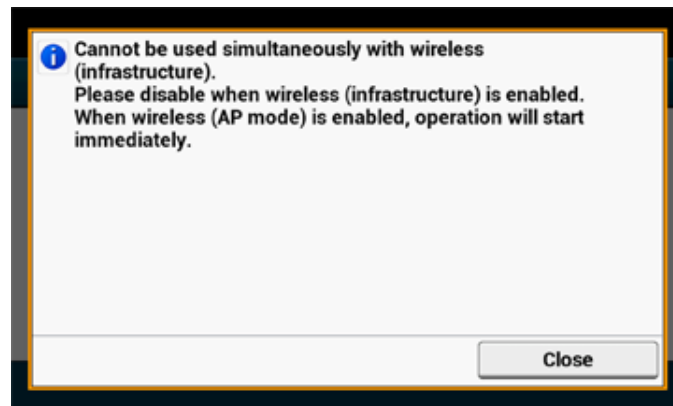 Cannot be used simultaneously with wireless
(infrastructure).
Please disable when wireless (infrastructure) is enabled.
When wireless (AP mode) is enabled, operation will start
immediately.
Close